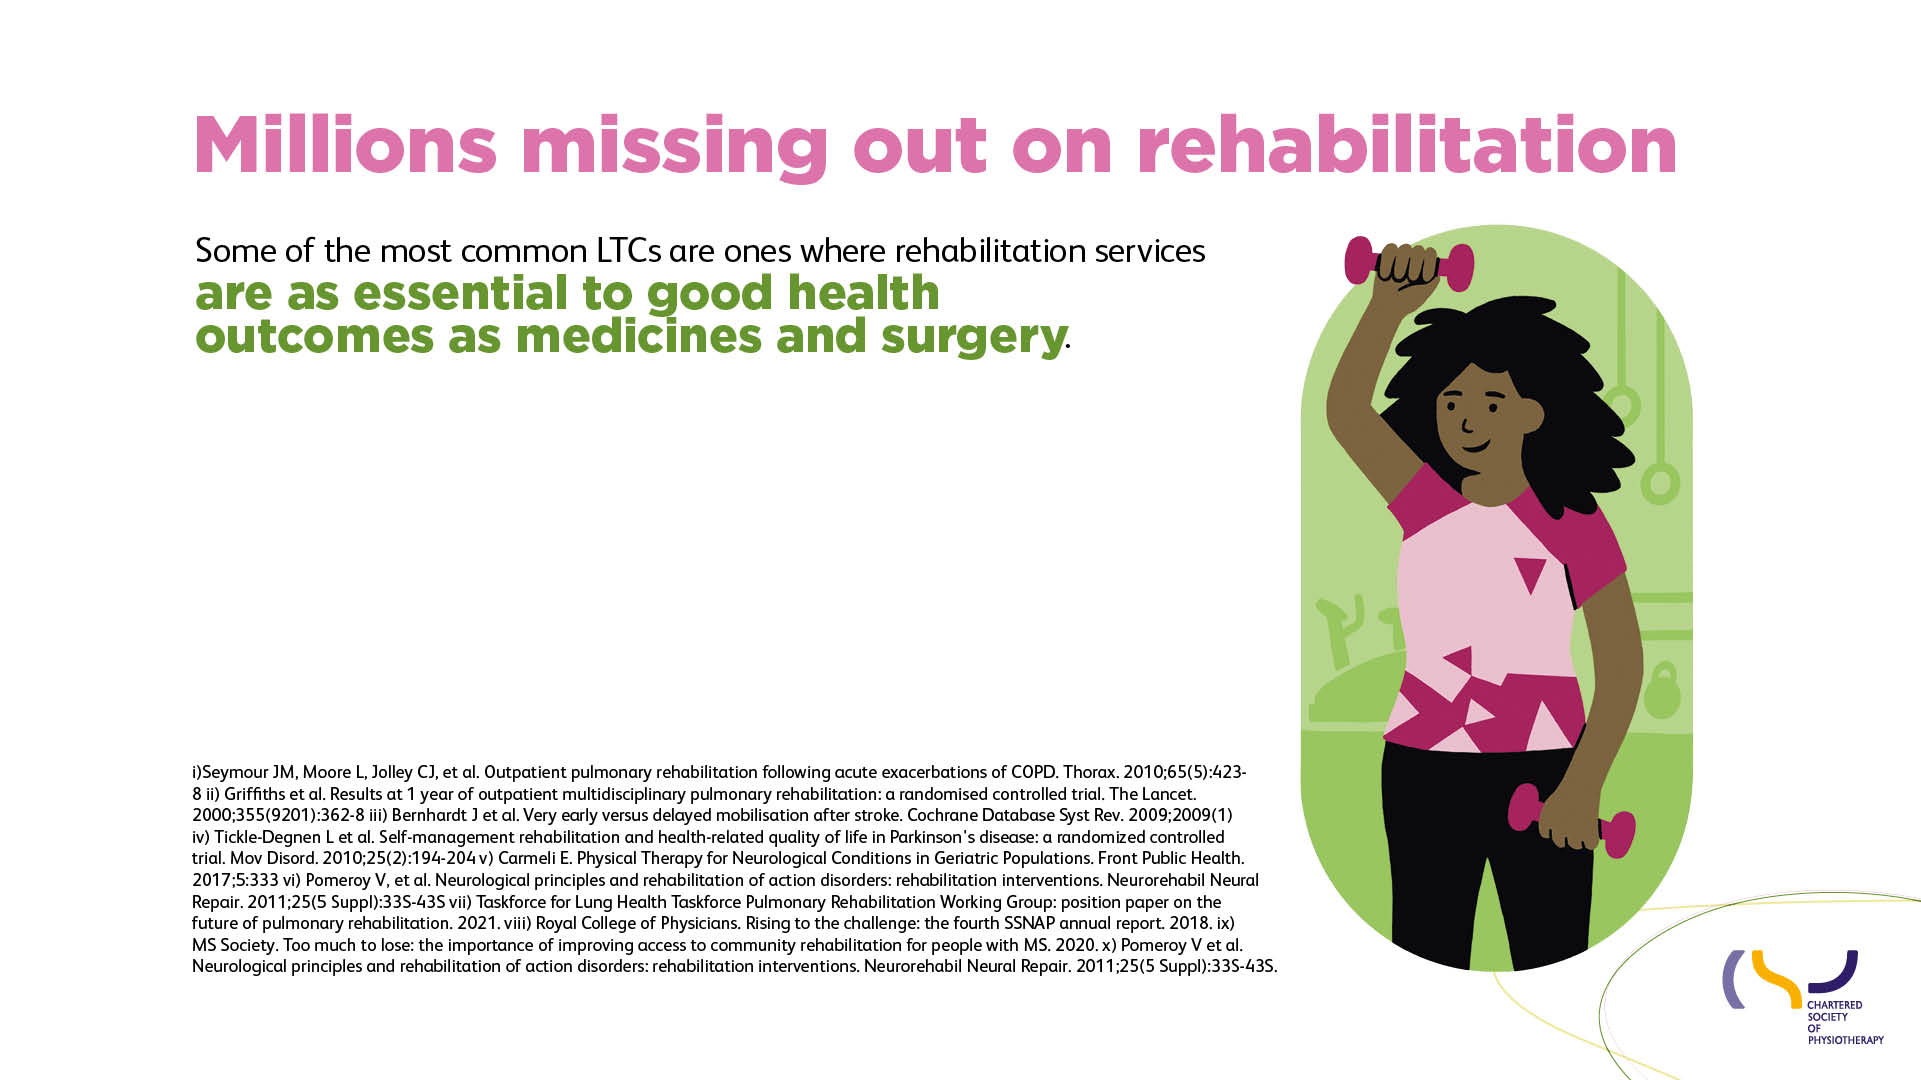 Millions missing out on rehabilitation
Some of the most common LTCs are ones where rehabilitation services
are as essential to good health
outcomes as medicines and surgery.
i)Seymour JM, Moore L, Jolley CJ, et al. Outpatient pulmonary rehabilitation following acute exacerbations of COPD. Thorax. 2010;65(5):423-
8 ii) Griffiths et al. Results at 1 year of outpatient multidisciplinary pulmonary rehabilitation: a randomised controlled trial. The Lancet.
2000;355(9201):362-8 iii) Bernhardt J et al. Very early versus delayed mobilisation after stroke. Cochrane Database Syst Rev. 2009;2009(1)
iv) Tickle-Degnen L et al. Self-management rehabilitation and health-related quality of life in Parkinson's disease: a randomized controlled
trial. Mov Disord. 2010;25(2):194-204 v) Carmeli E. Physical Therapy for Neurological Conditions in Geriatric Populations. Front Public Health.
2017;5:333 vi) Pomeroy V, et al. Neurological principles and rehabilitation of action disorders: rehabilitation interventions. Neurorehabil Neural
Repair. 2011;25(5 Suppl):33S-43S vii) Taskforce for Lung Health Taskforce Pulmonary Rehabilitation Working Group: position paper on the
future of pulmonary rehabilitation. 2021. viii) Royal College of Physicians. Rising to the challenge: the fourth SSNAP annual report. 2018. ix)
MS Society. Too much to lose: the importance of improving access to community rehabilitation for people with MS. 2020. x) Pomeroy V et al.
Neurological principles and rehabilitation of action disorders: rehabilitation interventions. Neurorehabil Neural Repair. 2011;25(5 Suppl):33S-43S.
CHARTERED
SOCIETY
OF
PHYSIOTHERAPY